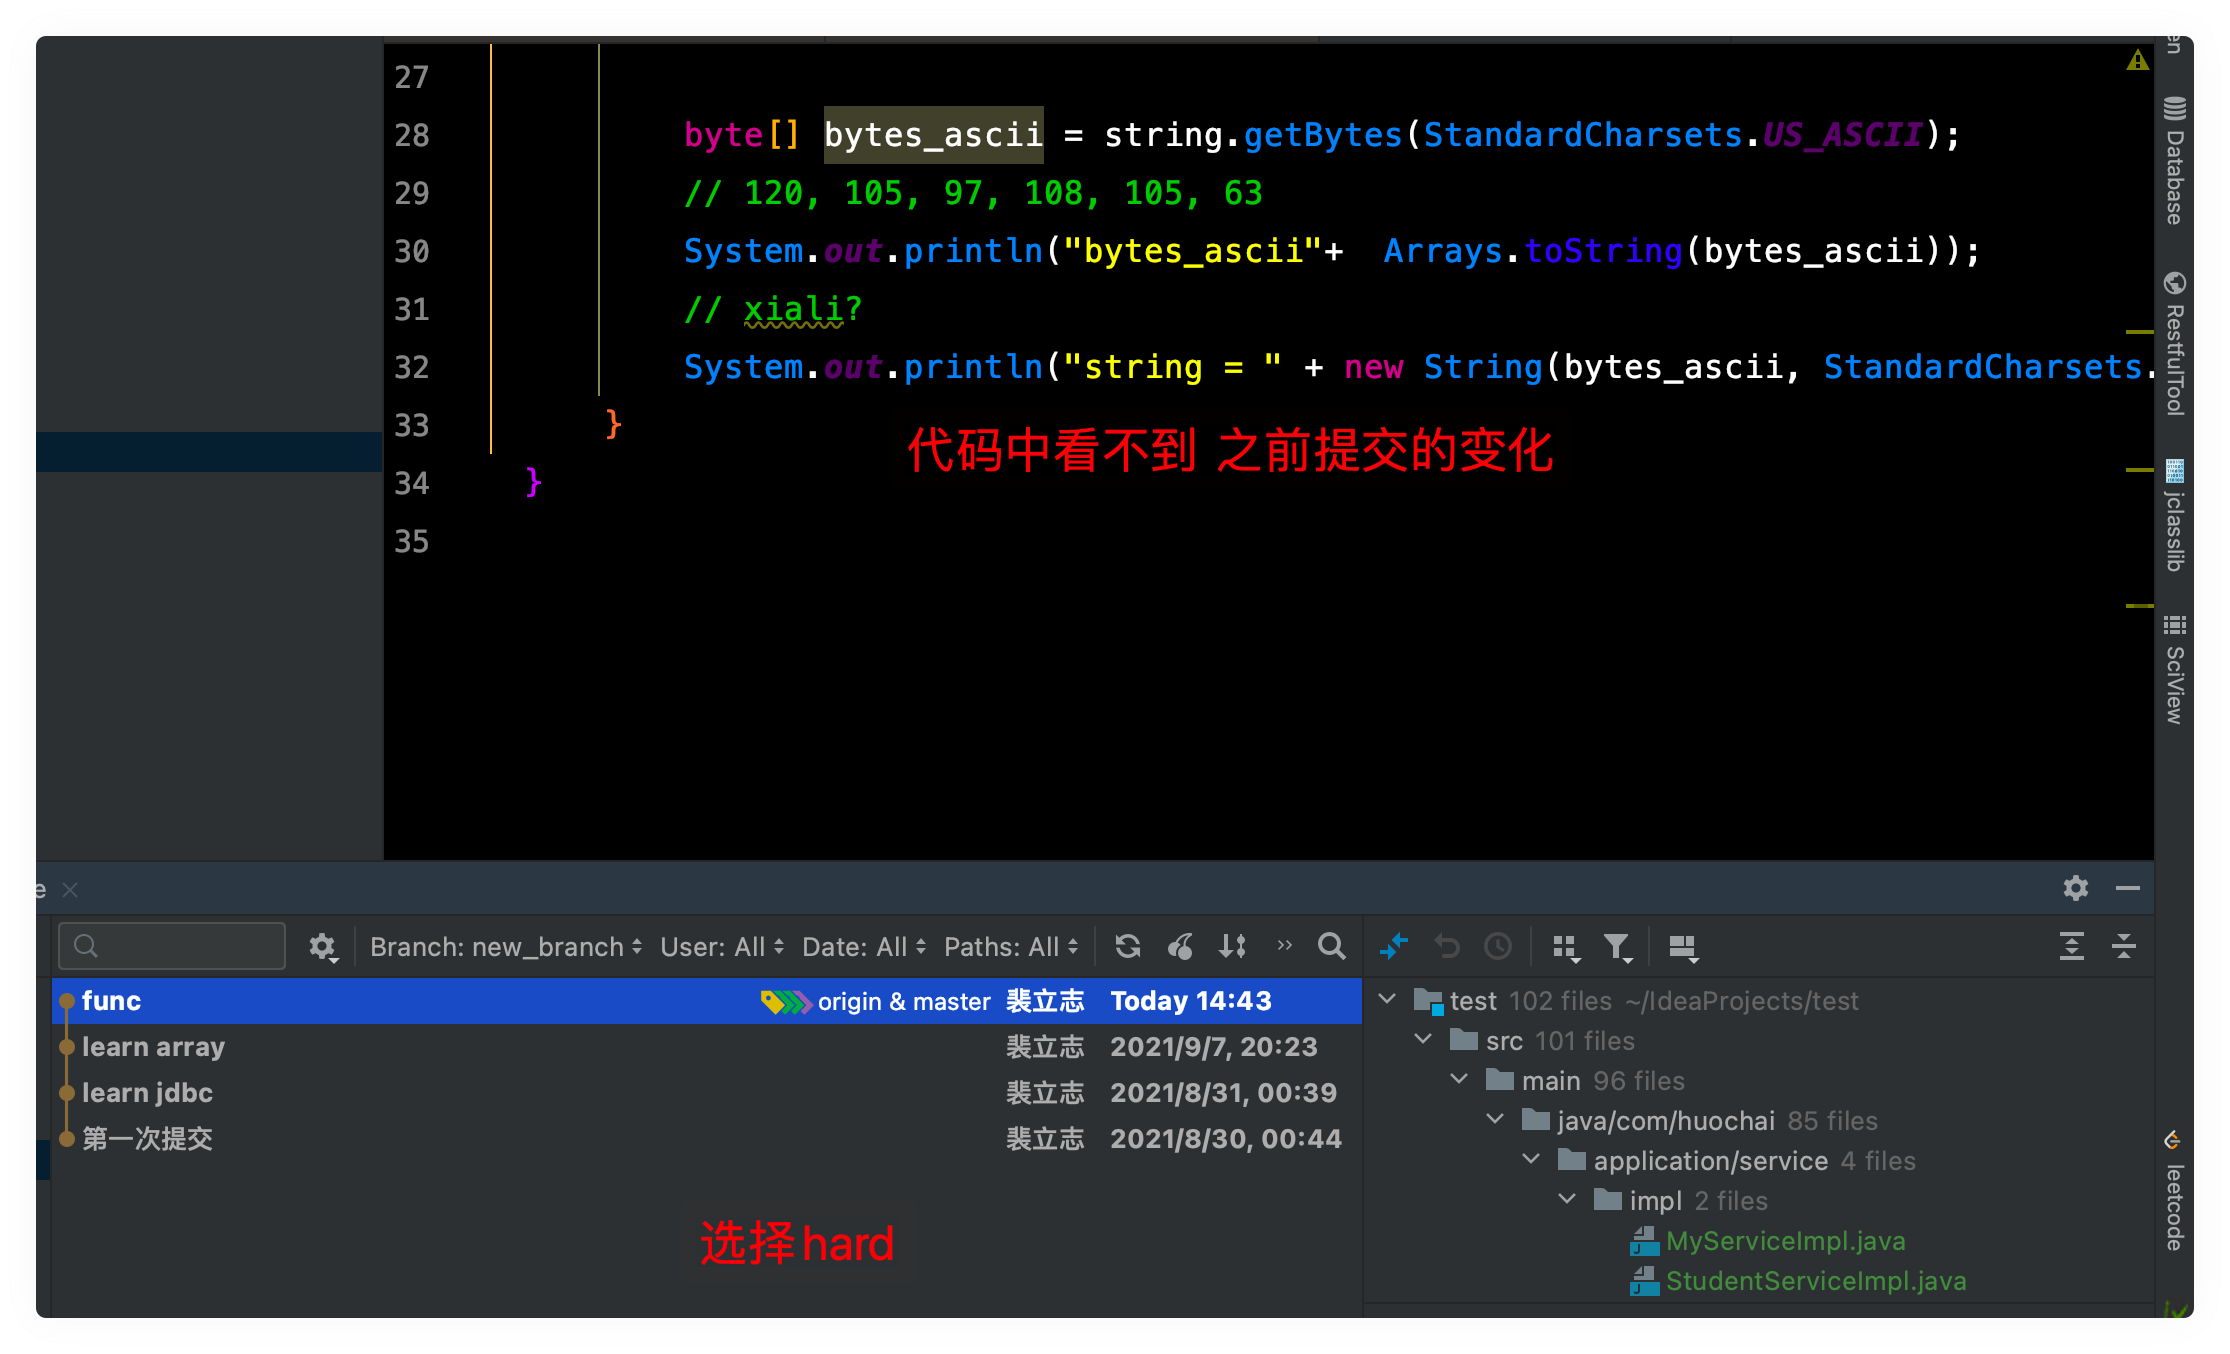 27
28 byte[] bytes_ascii = string.getBytes(StandardCharsets.US_ASCII);
29 // 120, 105, 97, 108, 105, 63
30 System.out.println("bytes_ascii"+  Arrays.toString(bytes_ascii));
31 // xiali?
32 System.out.println("string = " + new String(bytes_ascii, StandardCharsets.
33 }
代码中看不到 之前提交的变化
34 }
35
en
Database
RestfulTool
jclasslib
SciView
leetcode
e
Branch: new_branch User: All Date: All Paths: All
func origin & master 裴立志 Today 14:43
learn array 裴立志 2021/9/7, 20:23
learn jdbc 裴立志 2021/8/31, 00:39
第一次提交 裴立志 2021/8/30, 00:44
选择hard
test 102 files ~/IdeaProjects/test
src 101 files
main 96 files
java/com/huochai 85 files
application/service 4 files
impl 2 files
MyServiceImpl.java
StudentServiceImpl.java